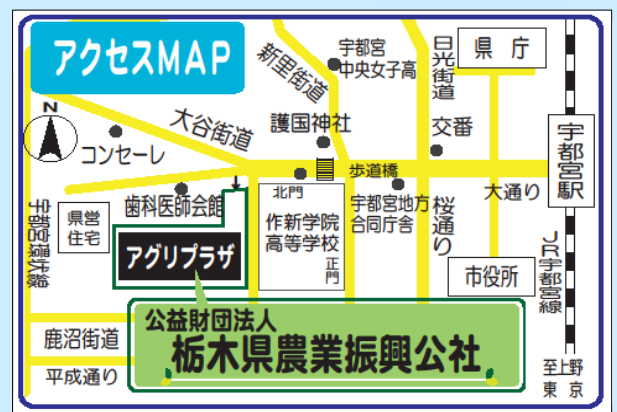 アクセスMAP
N
新里街道
宇都宮
中央女子高
日光街道
県 庁
大谷街道
護国神社
交番
コンセーレ
歩道橋
宇都宮駅
宇都宮環状線
県営
住宅
歯科医師会館
↓
北門
作新学院
高等学校
正門
宇都宮地方
合同庁舎
桜通り
大通り
アグリプラザ
市役所
JR宇都宮線
公益財団法人
栃木県農業振興公社
鹿沼街道
平成通り
至上野
東 京